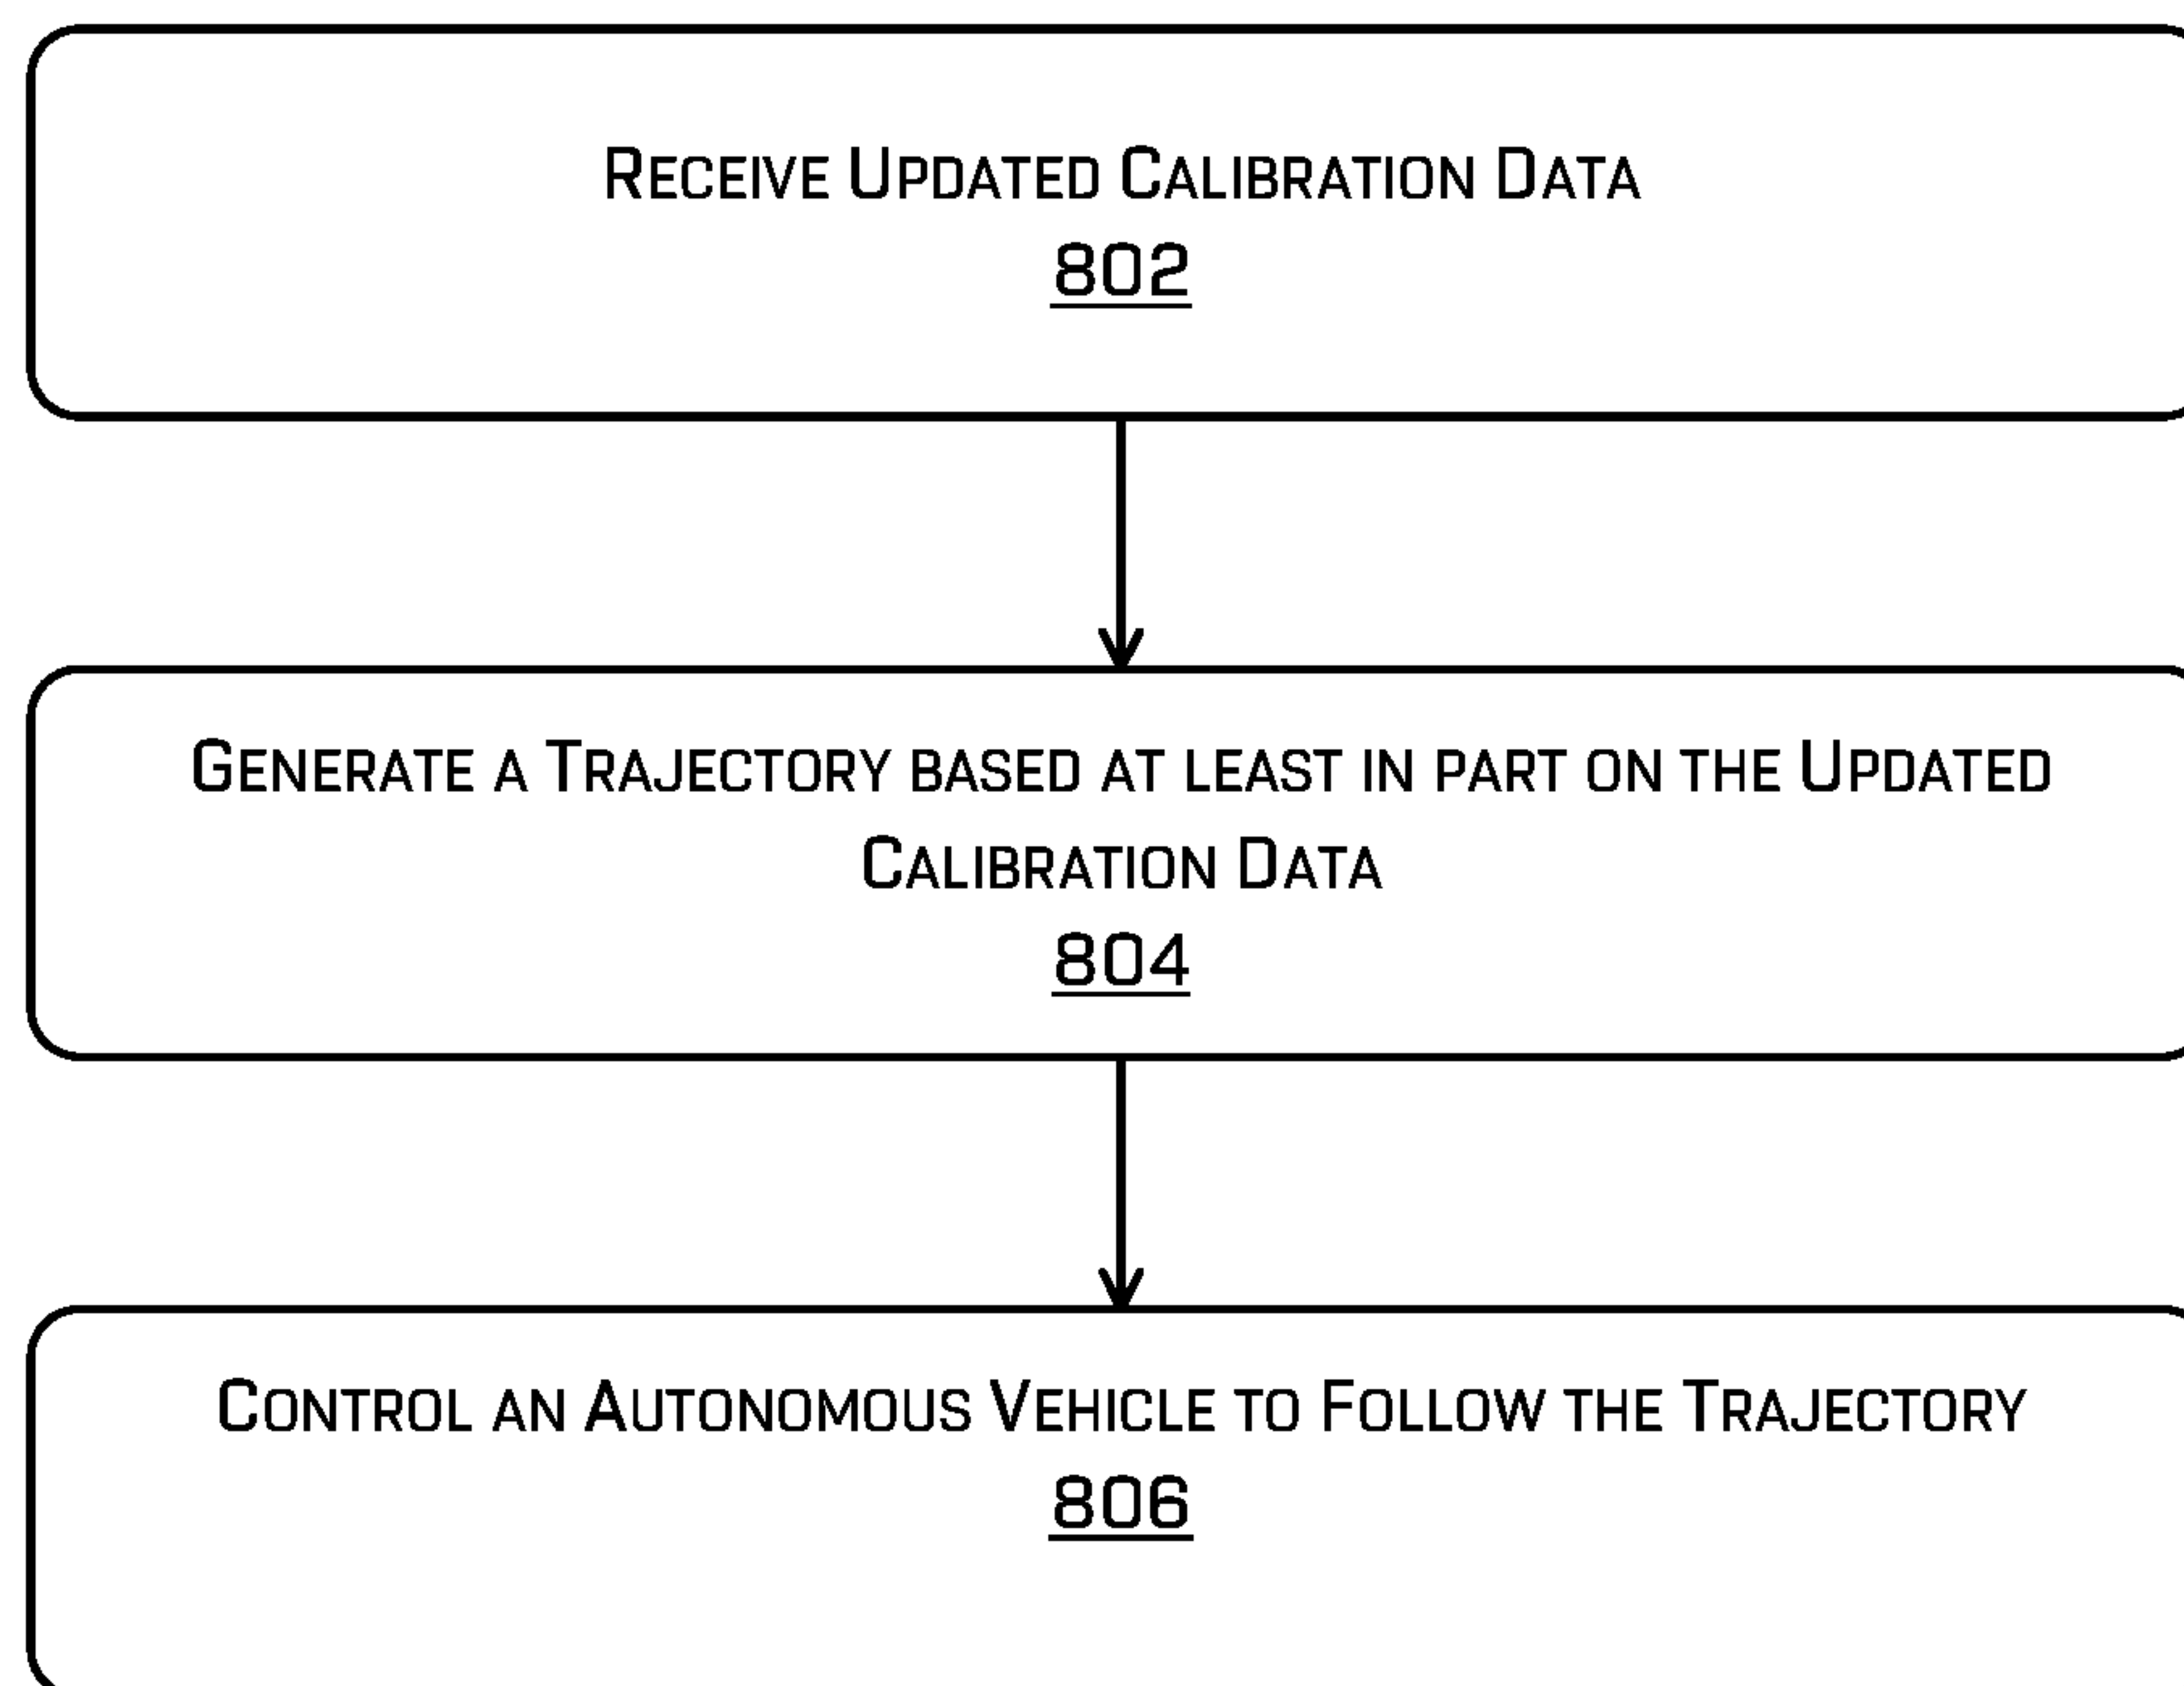 Receive Updated Calibration Data
802
Generate a Trajectory based at least in part on the Updated
Calibration Data
804
Control an Autonomous Vehicle to Follow the Trajectory
806